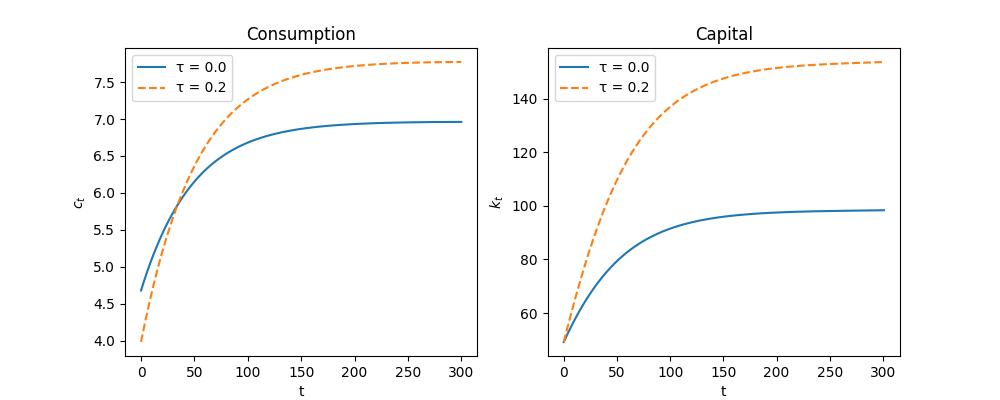 Consumption
τ = 0.0
τ = 0.2
7.5
7.0
6.5
6.0
5.5
5.0
4.5
4.0
c_t
0 50 100 150 200 250 300
t
Capital
τ = 0.0
τ = 0.2
140
120
100
80
60
k_t
0 50 100 150 200 250 300
t